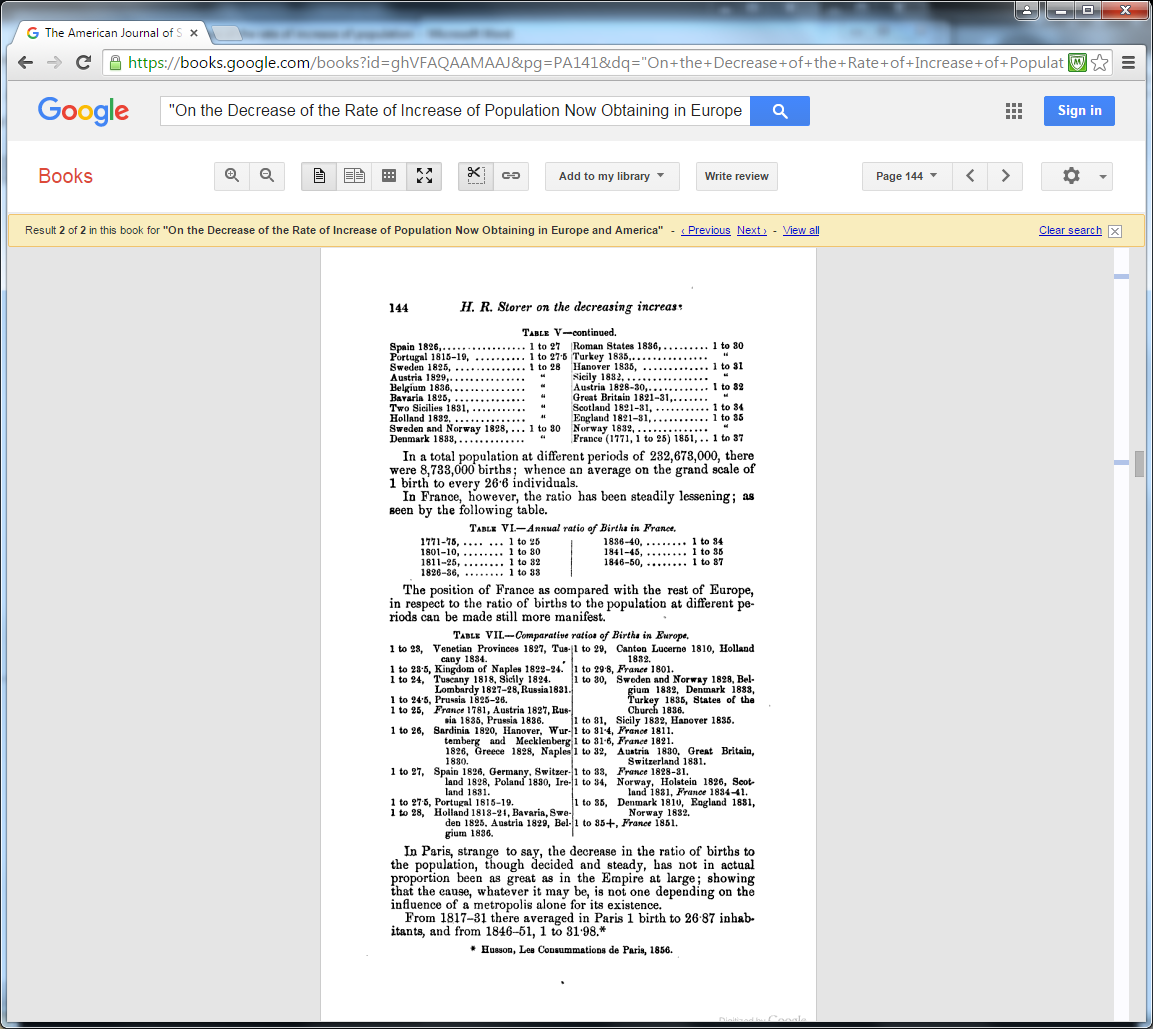 The American Journal of S
https://books.google.com/books?id=ghVFAQAAMAAJ&pg=PA141&dq="On+the+Decrease+of+the+Rate+of+Increase+of+Populat
Google
"On the Decrease of the Rate of Increase of Population Now Obtaining in Europe
Sign in
Books
Add to my library
Write review
Page 144
Result 2 of 2 in this book for "On the Decrease of the Rate of Increase of Population Now Obtaining in Europe and America" - ‹ Previous Next › - View all
Clear search
144 H. R. Storer on the decreasing increas
TABLE V—continued.
Spain 1826,................. 1 to 27
Portugal 1815-19, .......... 1 to 27·5
Sweden 1825, .............. 1 to 28
Austria 1829,............... "
Belgium 1836,.............. "
Bavaria 1825, .............. "
Two Sicilies 1831, ........... "
Holland 1832, .............. "
Sweden and Norway 1828, ... 1 to 30
Denmark 1833,............. "
Roman States 1836,......... 1 to 30
Turkey 1835,............... "
Hanover 1835, ............. 1 to 31
Sicily 1832, ................ "
Austria 1828-30,............ 1 to 32
Great Britain 1821-31,....... "
Scotland 1821-31, ........... 1 to 34
England 1821-31,............ 1 to 35
Norway 1832,.............. "
France (1771, 1 to 25) 1851, .. 1 to 37
In a total population at different periods of 232,673,000, there
were 8,733,000 births; whence an average on the grand scale of
1 birth to every 26·6 individuals.
In France, however, the ratio has been steadily lessening; as
seen by the following table.
TABLE VI.—Annual ratio of Births in France.
1771-75, .... ... 1 to 25
1801-10, ........ 1 to 30
1811-25, ........ 1 to 32
1826-36, ........ 1 to 33
1836-40, ........ 1 to 34
1841-45, ........ 1 to 35
1846-50, ........ 1 to 37
The position of France as compared with the rest of Europe,
in respect to the ratio of births to the population at different pe-
riods can be made still more manifest.
TABLE VII.—Comparative ratios of Births in Europe.
1 to 23, Venetian Provinces 1827, Tus-
cany 1834.
1 to 23·5, Kingdom of Naples 1822-24.
1 to 24, Tuscany 1818, Sicily 1824.
Lombardy 1827-28, Russia 1831.
1 to 24·5, Prussia 1825-26.
1 to 25, France 1781, Austria 1827, Rus-
sia 1835, Prussia 1836.
1 to 26, Sardinia 1820, Hanover, Wur-
temberg and Mecklenberg
1826, Greece 1828, Naples
1830.
1 to 27, Spain 1826, Germany, Switzer-
land 1828, Poland 1830, Ire-
land 1831.
1 to 27·5, Portugal 1815-19.
1 to 28, Holland 1813-24, Bavaria, Swe-
den 1825, Austria 1829, Bel-
gium 1836.
1 to 29, Canton Lucerne 1810, Holland
1832.
1 to 29·8, France 1801.
1 to 30, Sweden and Norway 1828, Bel-
gium 1832, Denmark 1833,
Turkey 1835, States of the
Church 1836.
1 to 31, Sicily 1832, Hanover 1835.
1 to 31·4, France 1811.
1 to 31·6, France 1821.
1 to 32, Austria 1830, Great Britain,
Switzerland 1831.
1 to 33, France 1828-31.
1 to 34, Norway, Holstein 1826, Scot-
land 1831, France 1834-41.
1 to 35, Denmark 1810, England 1831,
Norway 1832.
1 to 35+, France 1851.
In Paris, strange to say, the decrease in the ratio of births to
the population, though decided and steady, has not in actual
proportion been as great as in the Empire at large; showing
that the cause, whatever it may be, is not one depending on the
influence of a metropolis alone for its existence.
From 1817-31 there averaged in Paris 1 birth to 26·87 inhab-
itants, and from 1846-51, 1 to 31·98.*
* Husson, Les Consummations de Paris, 1856.
Digitized by Google